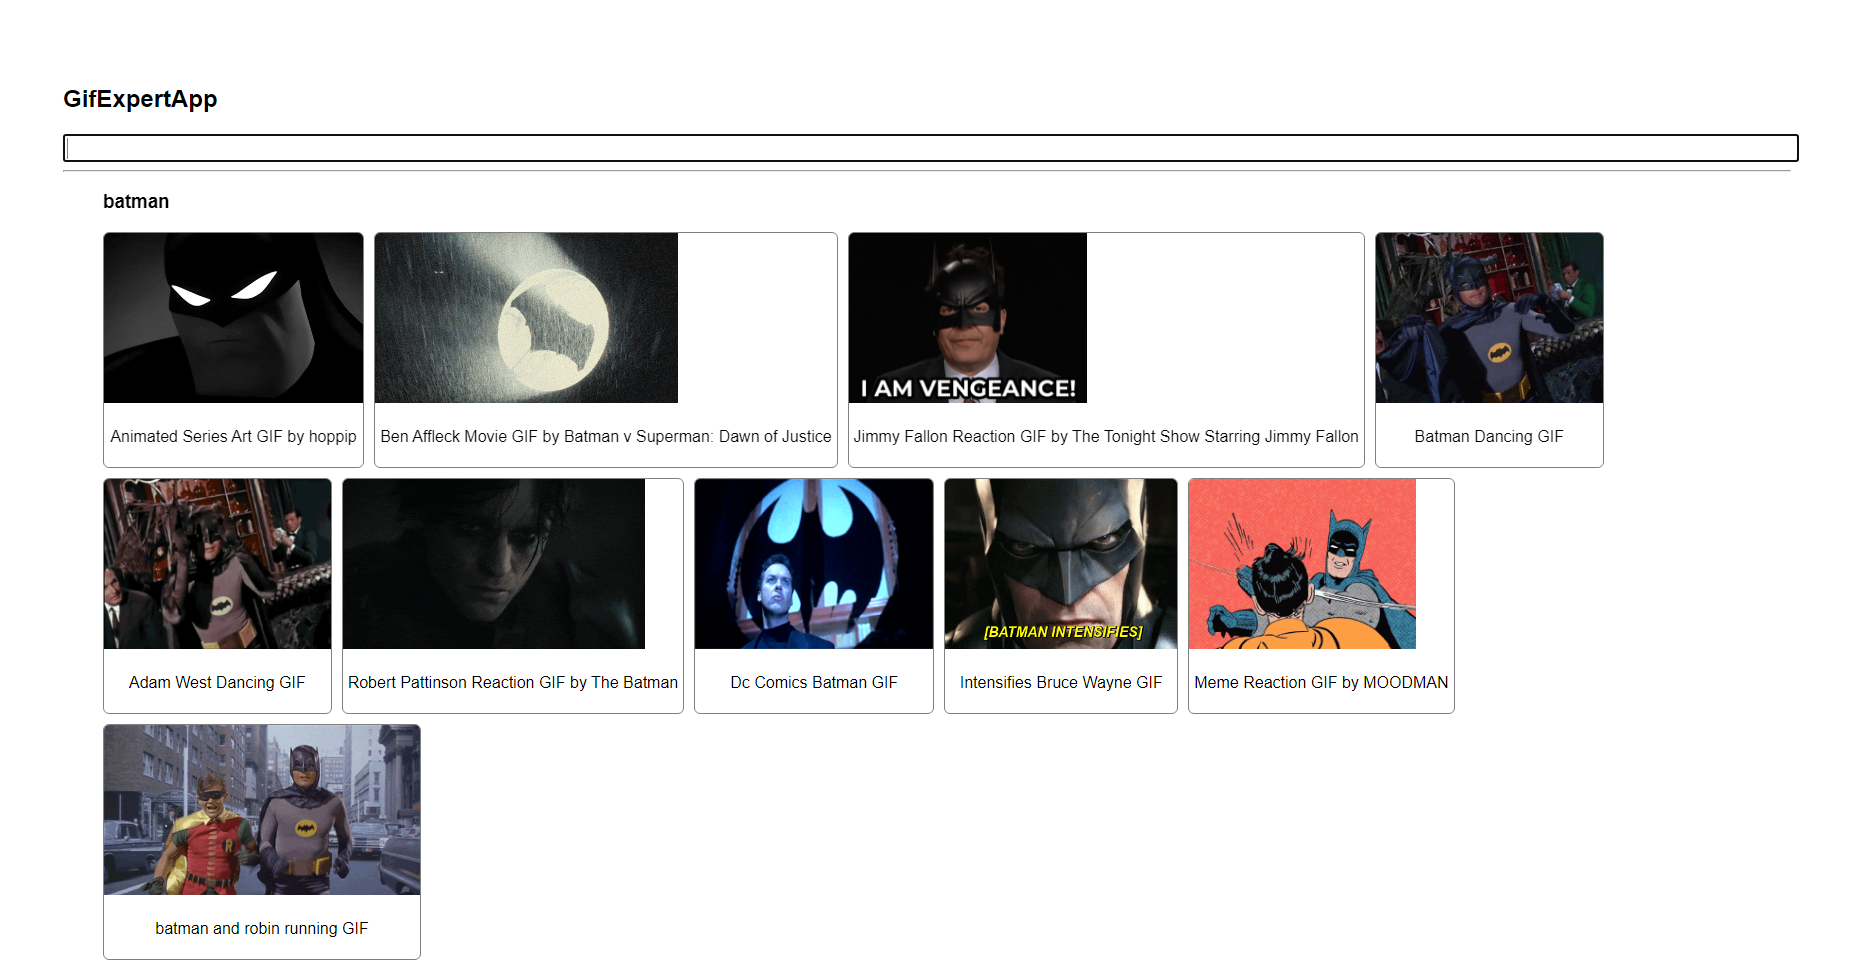 GifExpertApp
batman
I AM VENGEANCE!
Animated Series Art GIF by hoppip
Ben Affleck Movie GIF by Batman v Superman: Dawn of Justice
Jimmy Fallon Reaction GIF by The Tonight Show Starring Jimmy Fallon
Batman Dancing GIF
[BATMAN INTENSIFIES]
Adam West Dancing GIF
Robert Pattinson Reaction GIF by The Batman
Dc Comics Batman GIF
Intensifies Bruce Wayne GIF
Meme Reaction GIF by MOODMAN
R
batman and robin running GIF